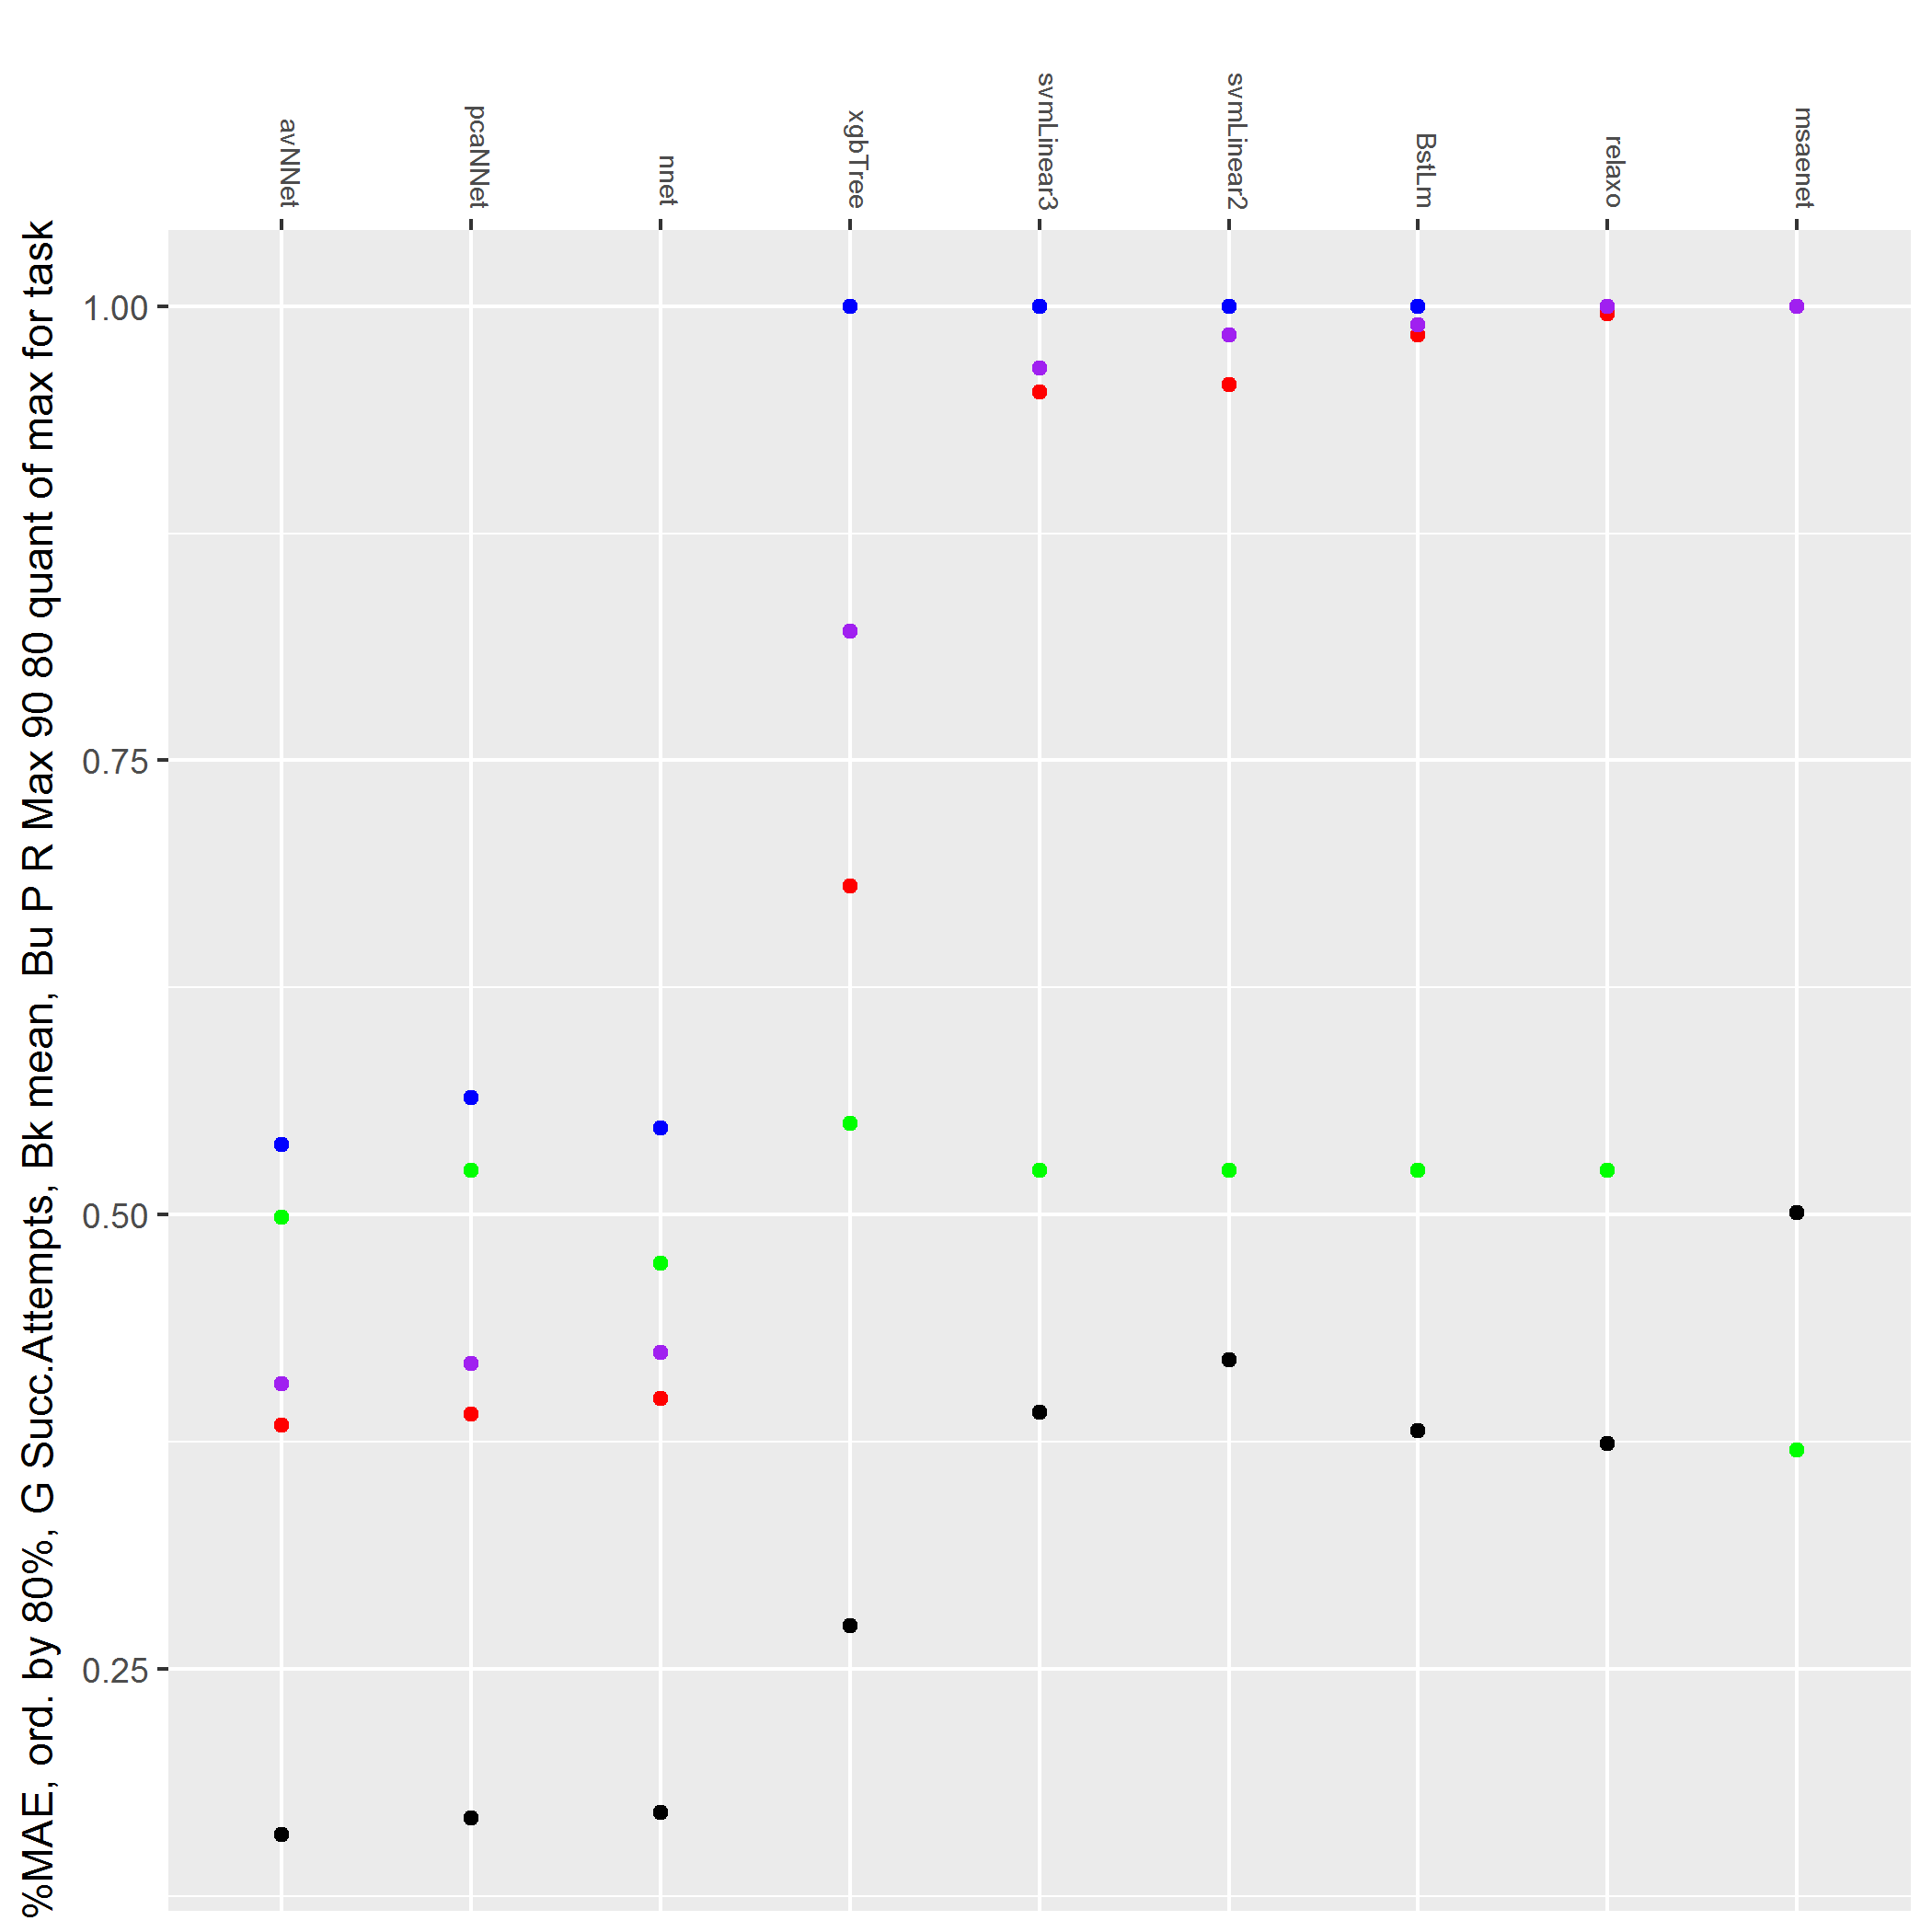 avNNet
pcaNNet
nnet
xgbTree
svmLinear3
svmLinear2
BstLm
relaxo
msaenet
%MAE, ord. by 80%, G Succ.Attempts, Bk mean, Bu P R Max 90 80 quant of max for task
1.00
0.75
0.50
0.25